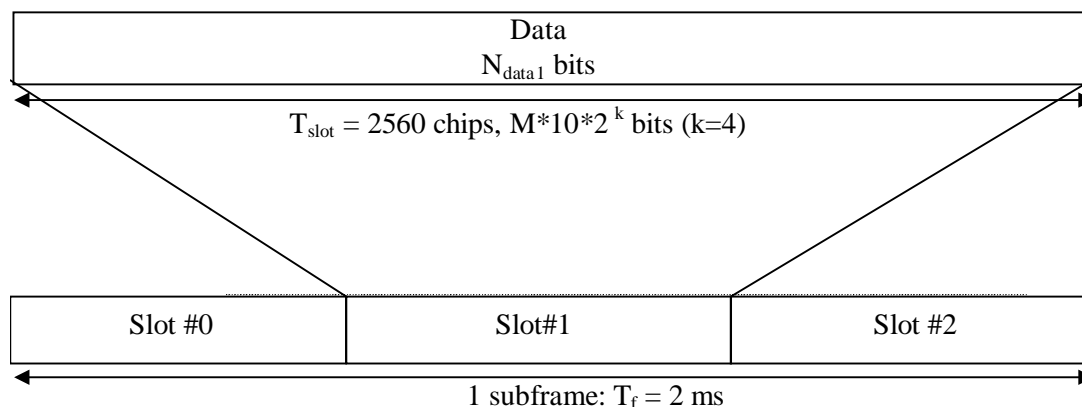 Data
N_data1 bits
T_slot = 2560 chips, M*10*2^k bits (k=4)
Slot #0 Slot#1 Slot #2
1 subframe: T_f = 2 ms